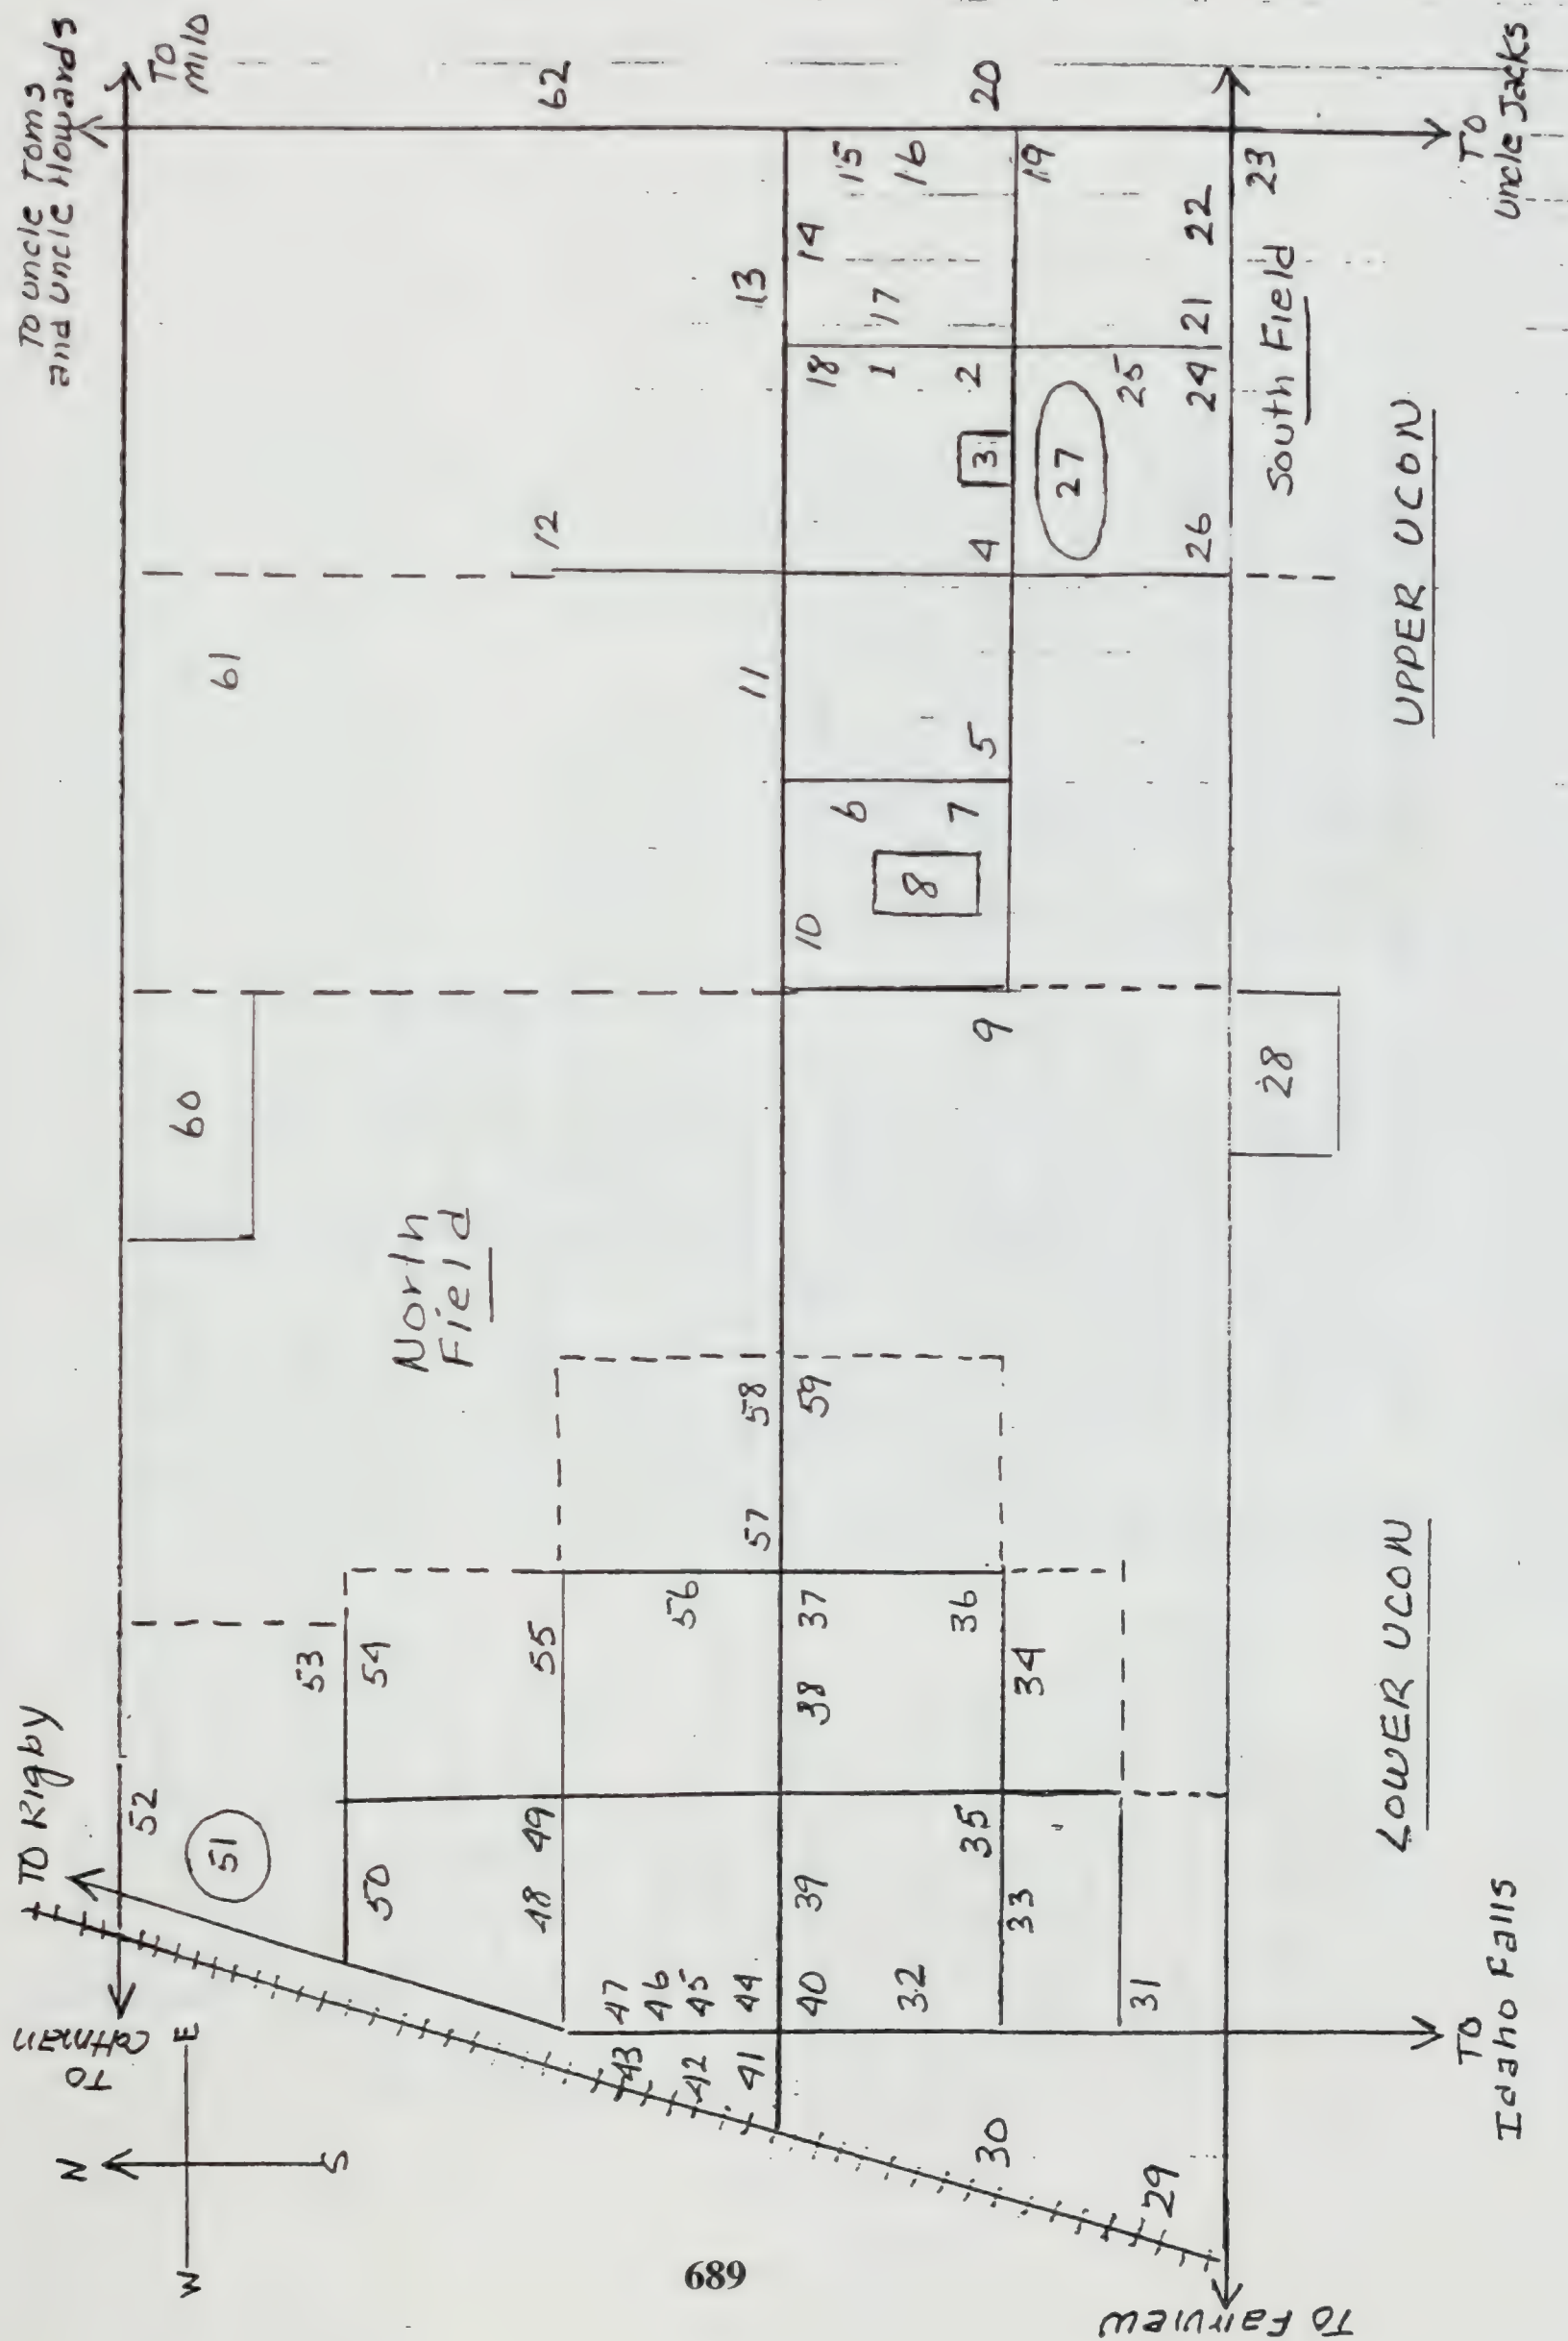 TO Rigby
To uncle Toms
and uncle Howards
N
W E
S
TO
cottman
TO
milo
52
51
60
61
53
50 54
North
Field
48 49 55
12
62
43 47
46
42 45 56
41 44 57 58 11 13
40 39 38 37 59 10 18 14
6 15
1 17
32 8 16
35 36 7 5 4 3 2 20
30 9
33 34 27 19
25
29 31
26 24 21 22
28 23
South Field
LOWER UCON
UPPER UCON
To Fairview
TO
Idaho Falls
TO
uncle Jacks
689